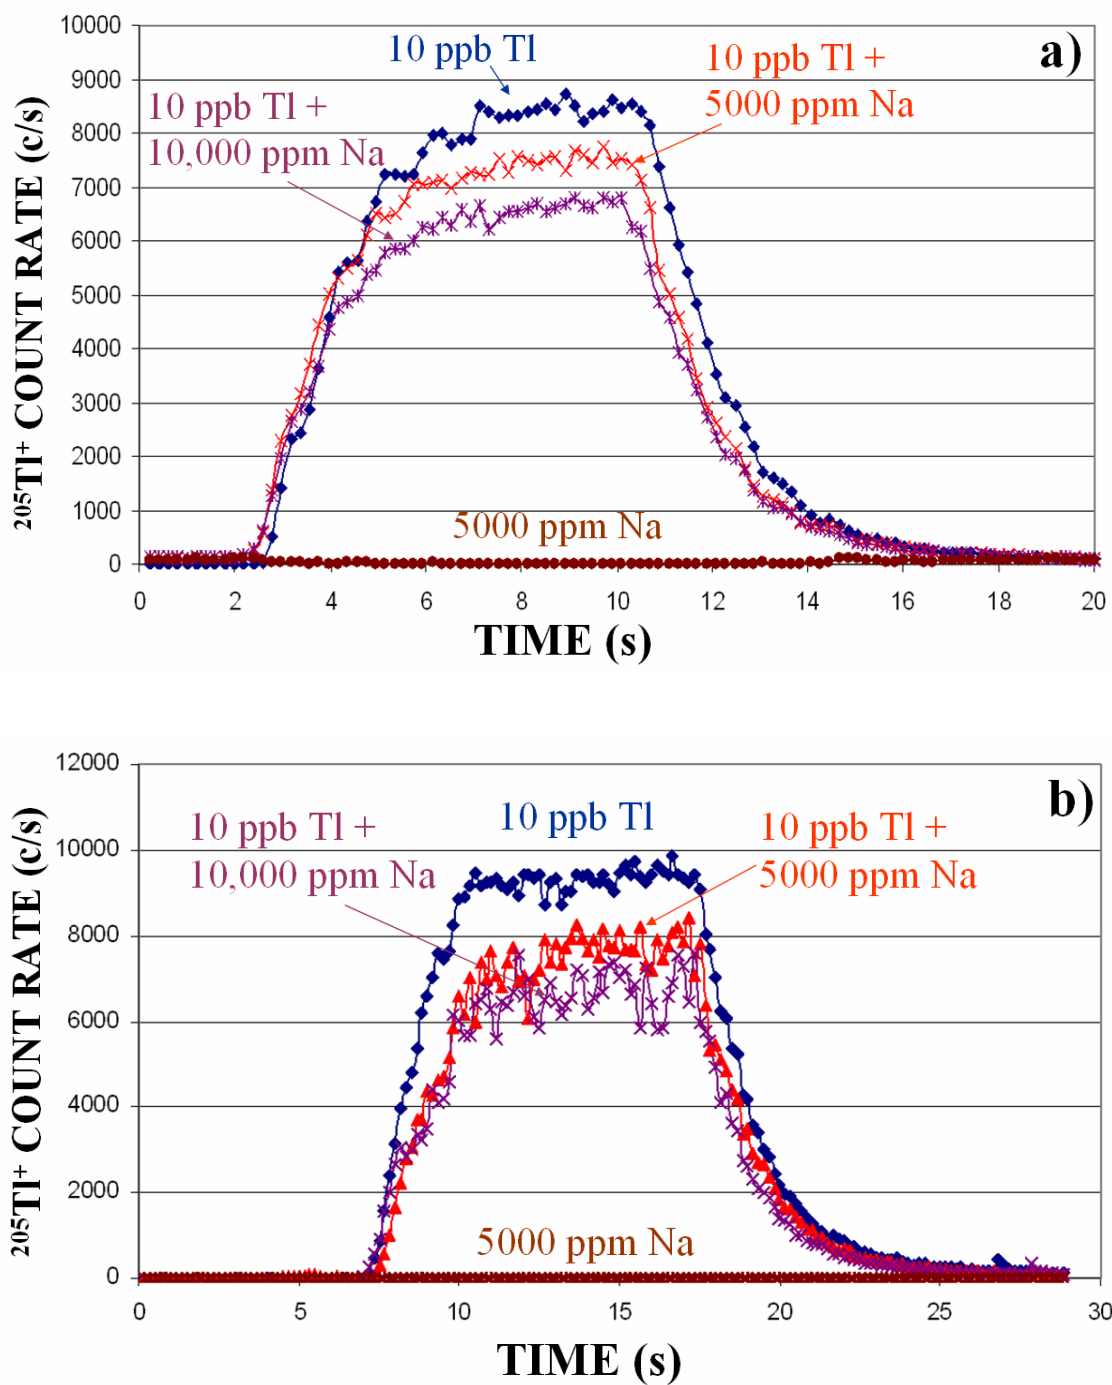 a)
10000
9000
8000
7000
6000
5000
4000
3000
2000
1000
0
²⁰⁵Tl⁺ COUNT RATE (c/s)
10 ppb Tl
10 ppb Tl +
5000 ppm Na
10 ppb Tl +
10,000 ppm Na
5000 ppm Na
0 2 4 6 8 10 12 14 16 18 20
TIME (s)
b)
12000
10000
8000
6000
4000
2000
0
²⁰⁵Tl⁺ COUNT RATE (c/s)
10 ppb Tl +
10,000 ppm Na
10 ppb Tl
10 ppb Tl +
5000 ppm Na
5000 ppm Na
0 5 10 15 20 25 30
TIME (s)